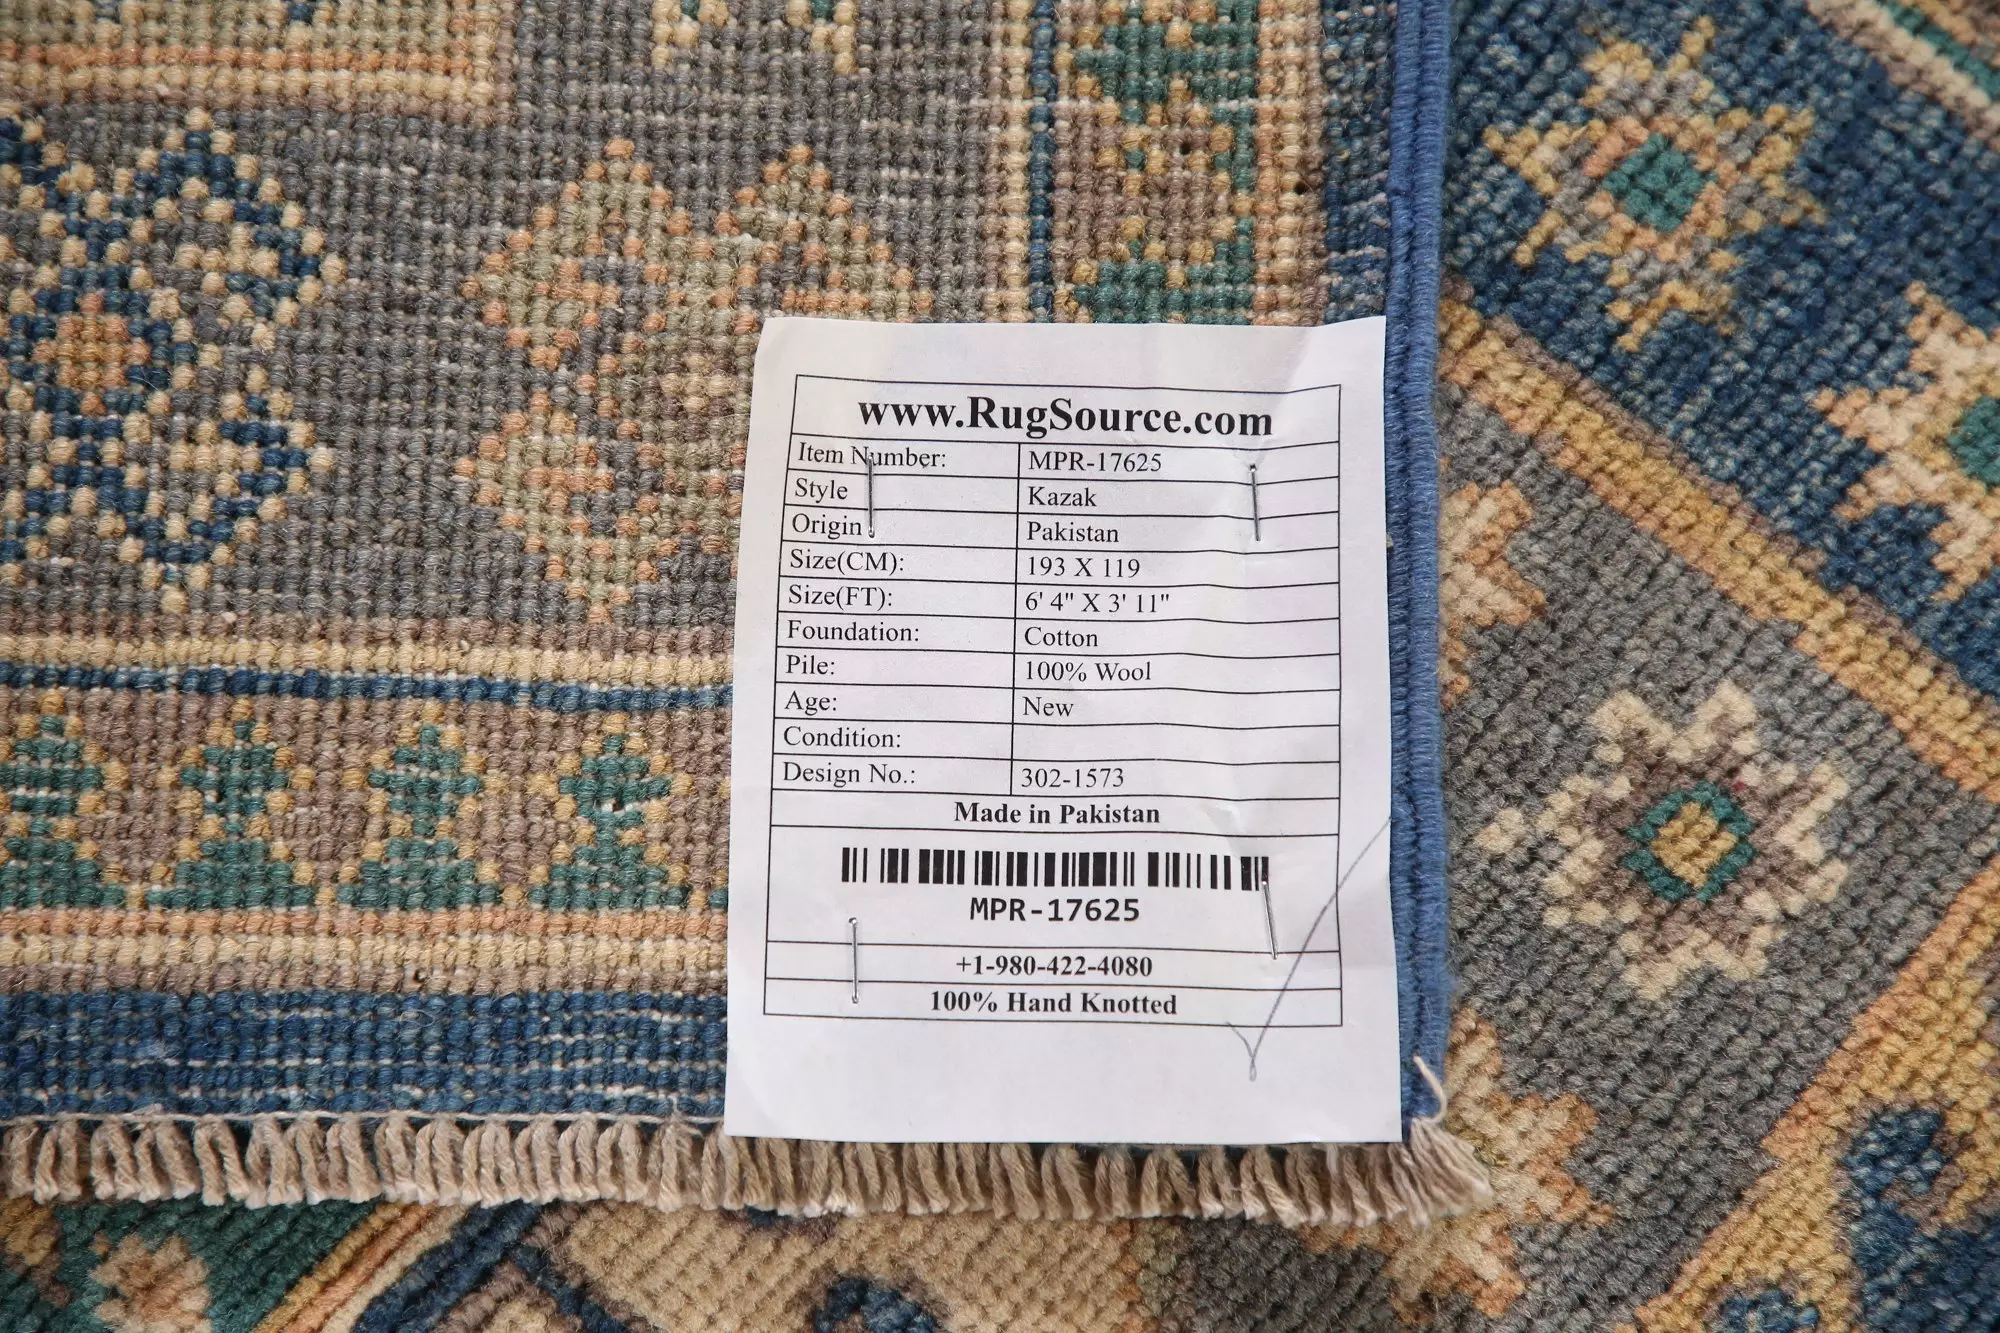 www.RugSource.com
Item Number: MPR-17625
Style Kazak
Origin Pakistan
Size(CM): 193 X 119
Size(FT): 6' 4" X 3' 11"
Foundation: Cotton
Pile: 100% Wool
Age: New
Condition:
Design No.: 302-1573
Made in Pakistan
MPR-17625
+1-980-422-4080
100% Hand Knotted